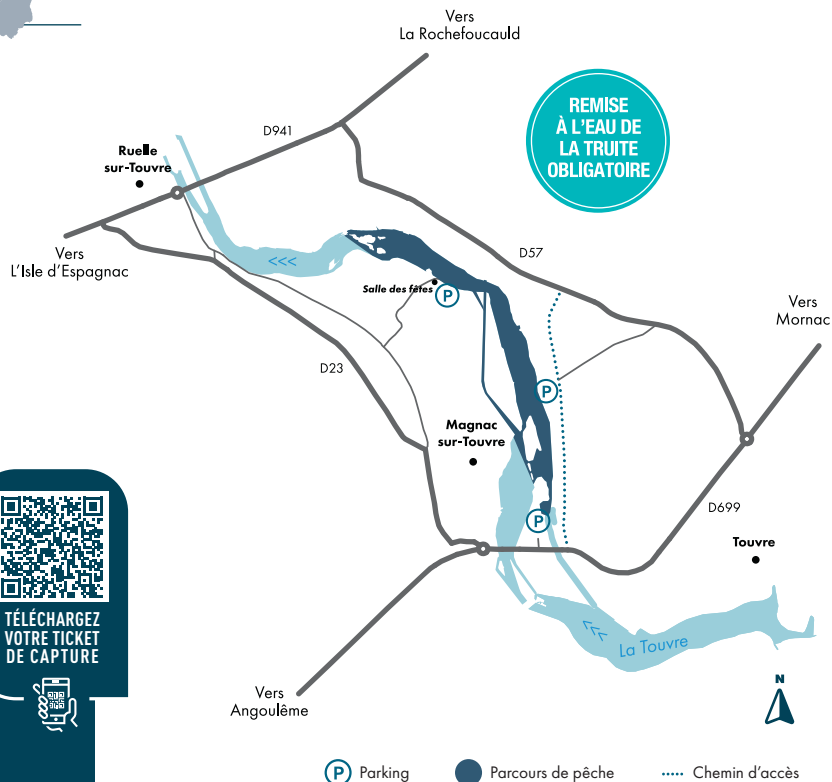 Vers
La Rochefoucauld
REMISE
À L'EAU DE
LA TRUITE
OBLIGATOIRE
D941
Ruelle
sur-Touvre
Vers
L'Isle d'Espagnac
<<<
D57
Salle des fêtes
P
Vers
Mornac
D23
P
Magnac
sur-Touvre
D699
P
Touvre
TÉLÉCHARGEZ
VOTRE TICKET
DE CAPTURE
<<<
La Touvre
Vers
Angoulême
N
P Parking
Parcours de pêche
Chemin d'accès